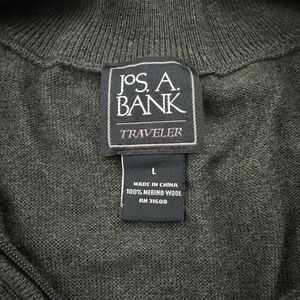 JOS. A.
BANK
TRAVELER
L
MADE IN CHINA
100% MERINO WOOL
RN 31608